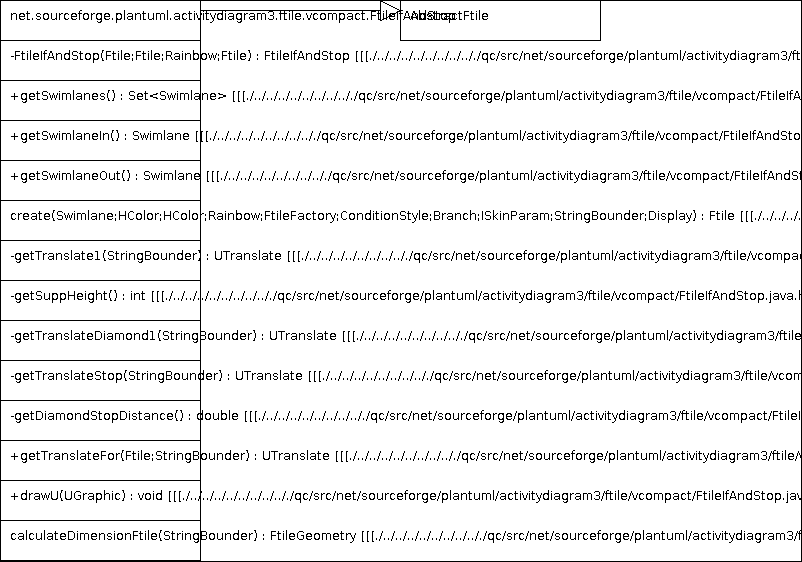 net.sourceforge.plantuml.activitydiagram3.ftile.vcompact.FtileIfAndStop
AbstractFtile
-FtileIfAndStop(Ftile;Ftile;Rainbow;Ftile) : FtileIfAndStop [[[./../../../../../../../../../qc/src/net/sourceforge/plantuml/activitydiagram3/ft
+getSwimlanes() : Set<Swimlane> [[[./../../../../../../../../../qc/src/net/sourceforge/plantuml/activitydiagram3/ftile/vcompact/FtileIfA
+getSwimlaneIn() : Swimlane [[[./../../../../../../../../../qc/src/net/sourceforge/plantuml/activitydiagram3/ftile/vcompact/FtileIfAndSto
+getSwimlaneOut() : Swimlane [[[./../../../../../../../../../qc/src/net/sourceforge/plantuml/activitydiagram3/ftile/vcompact/FtileIfAndSt
create(Swimlane;HColor;HColor;Rainbow;FtileFactory;ConditionStyle;Branch;ISkinParam;StringBounder;Display) : Ftile [[[./../../../.
-getTranslate1(StringBounder) : UTranslate [[[./../../../../../../../../../qc/src/net/sourceforge/plantuml/activitydiagram3/ftile/vcompac
-getSuppHeight() : int [[[./../../../../../../../../../qc/src/net/sourceforge/plantuml/activitydiagram3/ftile/vcompact/FtileIfAndStop.java.h
-getTranslateDiamond1(StringBounder) : UTranslate [[[./../../../../../../../../../qc/src/net/sourceforge/plantuml/activitydiagram3/ftile
-getTranslateStop(StringBounder) : UTranslate [[[./../../../../../../../../../qc/src/net/sourceforge/plantuml/activitydiagram3/ftile/vcom
-getDiamondStopDistance() : double [[[./../../../../../../../../../qc/src/net/sourceforge/plantuml/activitydiagram3/ftile/vcompact/FtileI
+getTranslateFor(Ftile;StringBounder) : UTranslate [[[./../../../../../../../../../qc/src/net/sourceforge/plantuml/activitydiagram3/ftile/v
+drawU(UGraphic) : void [[[./../../../../../../../../../qc/src/net/sourceforge/plantuml/activitydiagram3/ftile/vcompact/FtileIfAndStop.jav
calculateDimensionFtile(StringBounder) : FtileGeometry [[[./../../../../../../../../../qc/src/net/sourceforge/plantuml/activitydiagram3/f